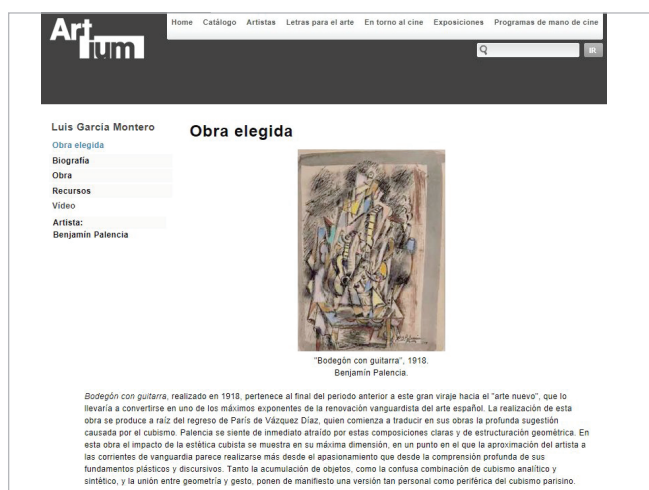 Art
ium
Home Catálogo Artistas Letras para el arte En torno al cine Exposiciones Programas de mano de cine
IR
Luis García Montero
Obra elegida
Biografía
Obra
Recursos
Vídeo
Artista:
Benjamín Palencia
Obra elegida
"Bodegón con guitarra", 1918.
Benjamín Palencia.
Bodegón con guitarra, realizado en 1918, pertenece al final del periodo anterior a este gran viraje hacia el "arte nuevo", que lo
llevaría a convertirse en uno de los máximos exponentes de la renovación vanguardista del arte español. La realización de esta
obra se produce a raíz del regreso de París de Vázquez Díaz, quien comienza a traducir en sus obras la profunda sugestión
causada por el cubismo. Palencia se siente de inmediato atraído por estas composiciones claras y de estructuración geométrica. En
esta obra el impacto de la estética cubista se muestra en su máxima dimensión, en un punto en el que la aproximación del artista a
las corrientes de vanguardia parece realizarse más desde el apasionamiento que desde la comprensión profunda de sus
fundamentos plásticos y discursivos. Tanto la acumulación de objetos, como la confusa combinación de cubismo analítico y
sintético, y la unión entre geometría y gesto, ponen de manifiesto una versión tan personal como periférica del cubismo parisino.